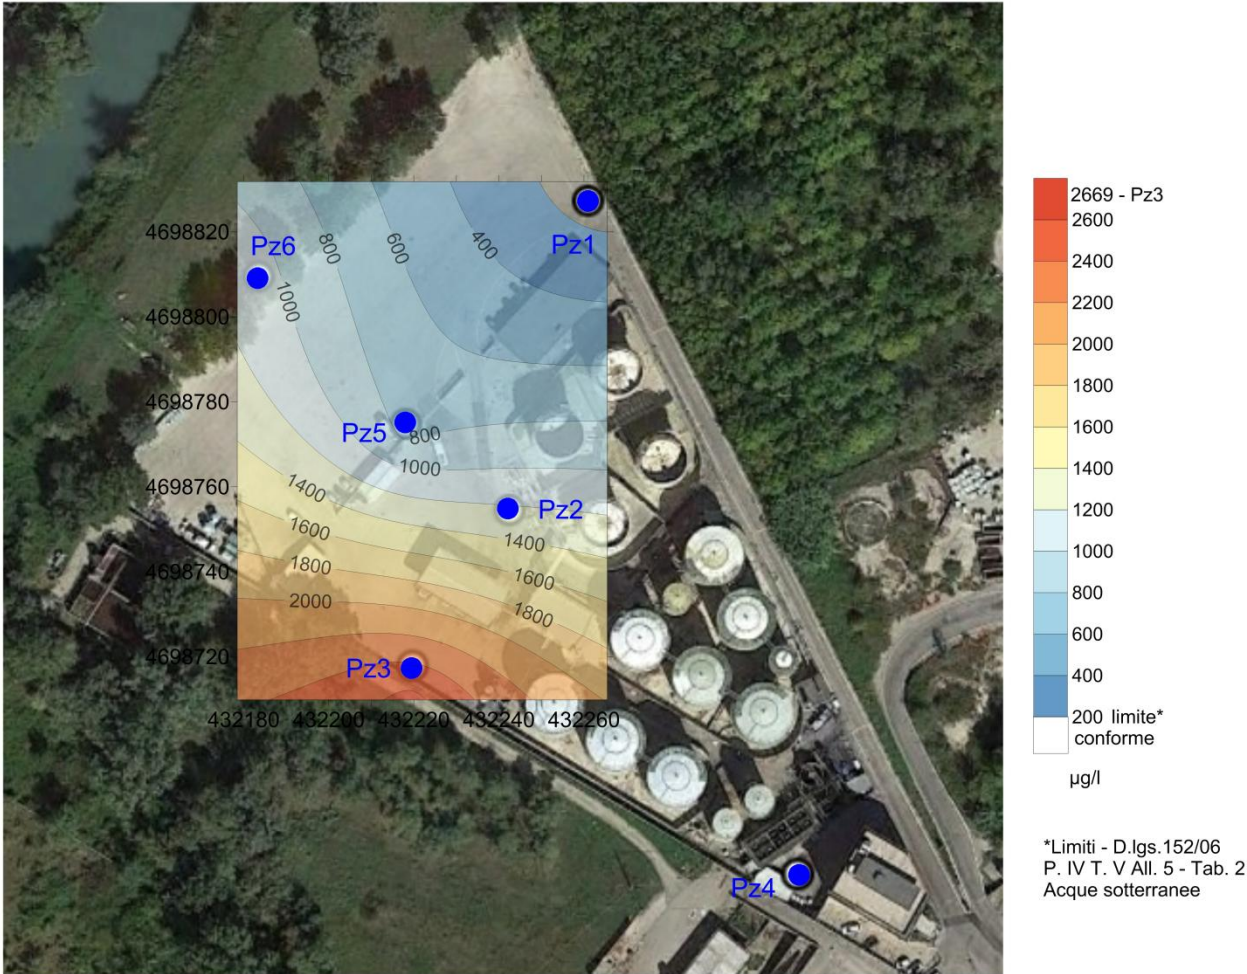 4698820
4698800
4698780
4698760
4698740
4698720
432180 432200 432220 432240 432260
Pz6
Pz1
Pz5
Pz2
Pz3
Pz4
800
600
400
1000
800
1000
1400
1400
1600
1600
1800
1800
2000
2669 - Pz3
2600
2400
2200
2000
1800
1600
1400
1200
1000
800
600
400
200 limite*
conforme
µg/l
*Limiti - D.lgs.152/06
P. IV T. V All. 5 - Tab. 2
Acque sotterranee